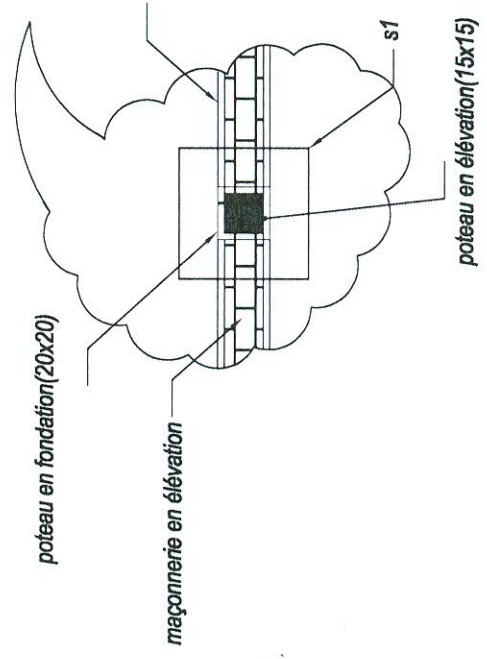 poteau en fondation(20x20)
maçonnerie en élévation
s1
poteau en élévation(15x15)